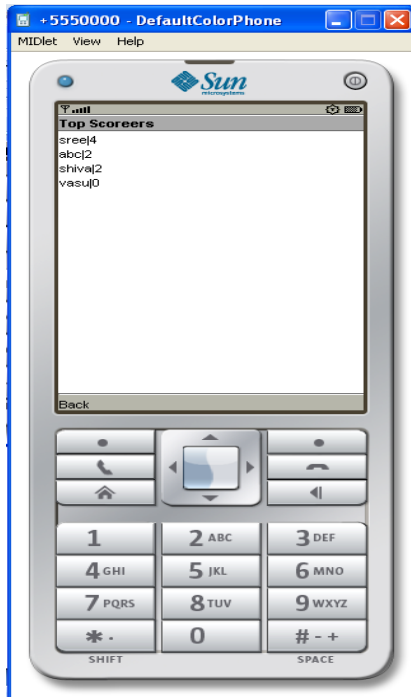 +5550000 - DefaultColorPhone
MIDlet View Help
Sun
microsystems
Top Scoreers
sree|4
abc|2
shiva|2
vasu|0
Back
1 2 ABC 3 DEF
4 GHI 5 JKL 6 MNO
7 PQRS 8 TUV 9 WXYZ
* . 0 # - +
SHIFT SPACE